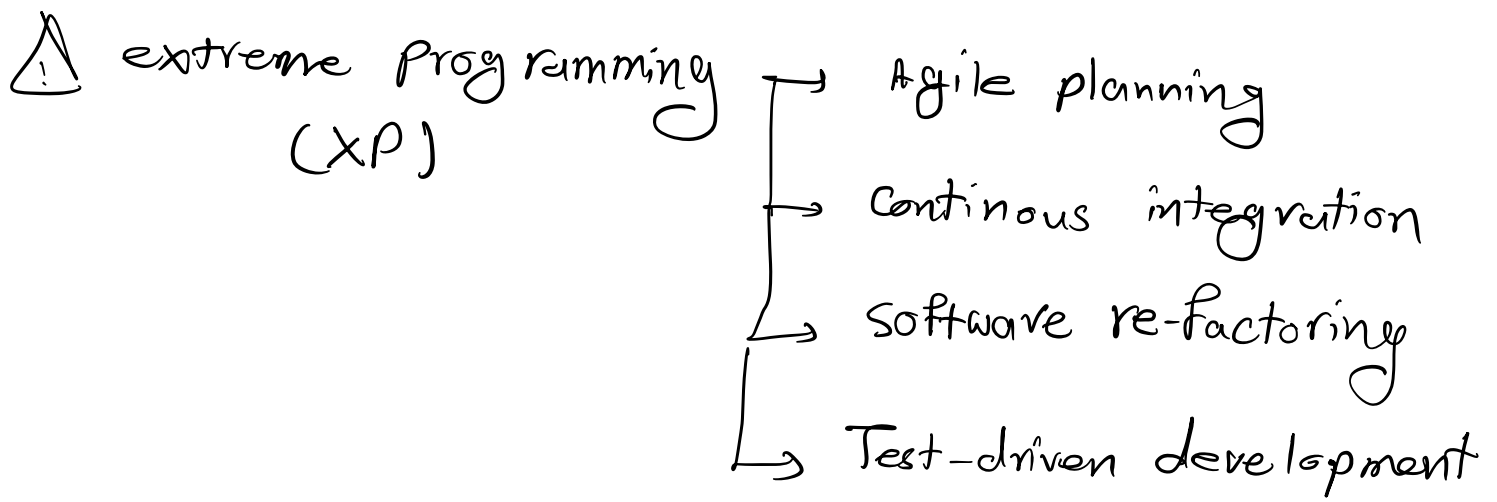 extreme programming
(XP)
Agile planning
Continous integration
Software re-factoring
Test-driven development